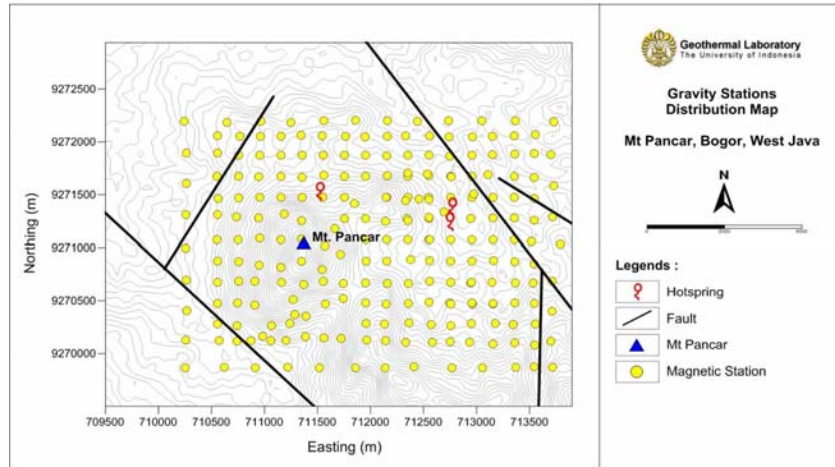 Geothermal Laboratory
The University of Indonesia
Gravity Stations
Distribution Map
Mt Pancar, Bogor, West Java
N
Legends :
Hotspring
Fault
Mt Pancar
Magnetic Station
Mt. Pancar
Northing (m)
9272500
9272000
9271500
9271000
9270500
9270000
709500 710000 710500 711000 711500 712000 712500 713000 713500
Easting (m)